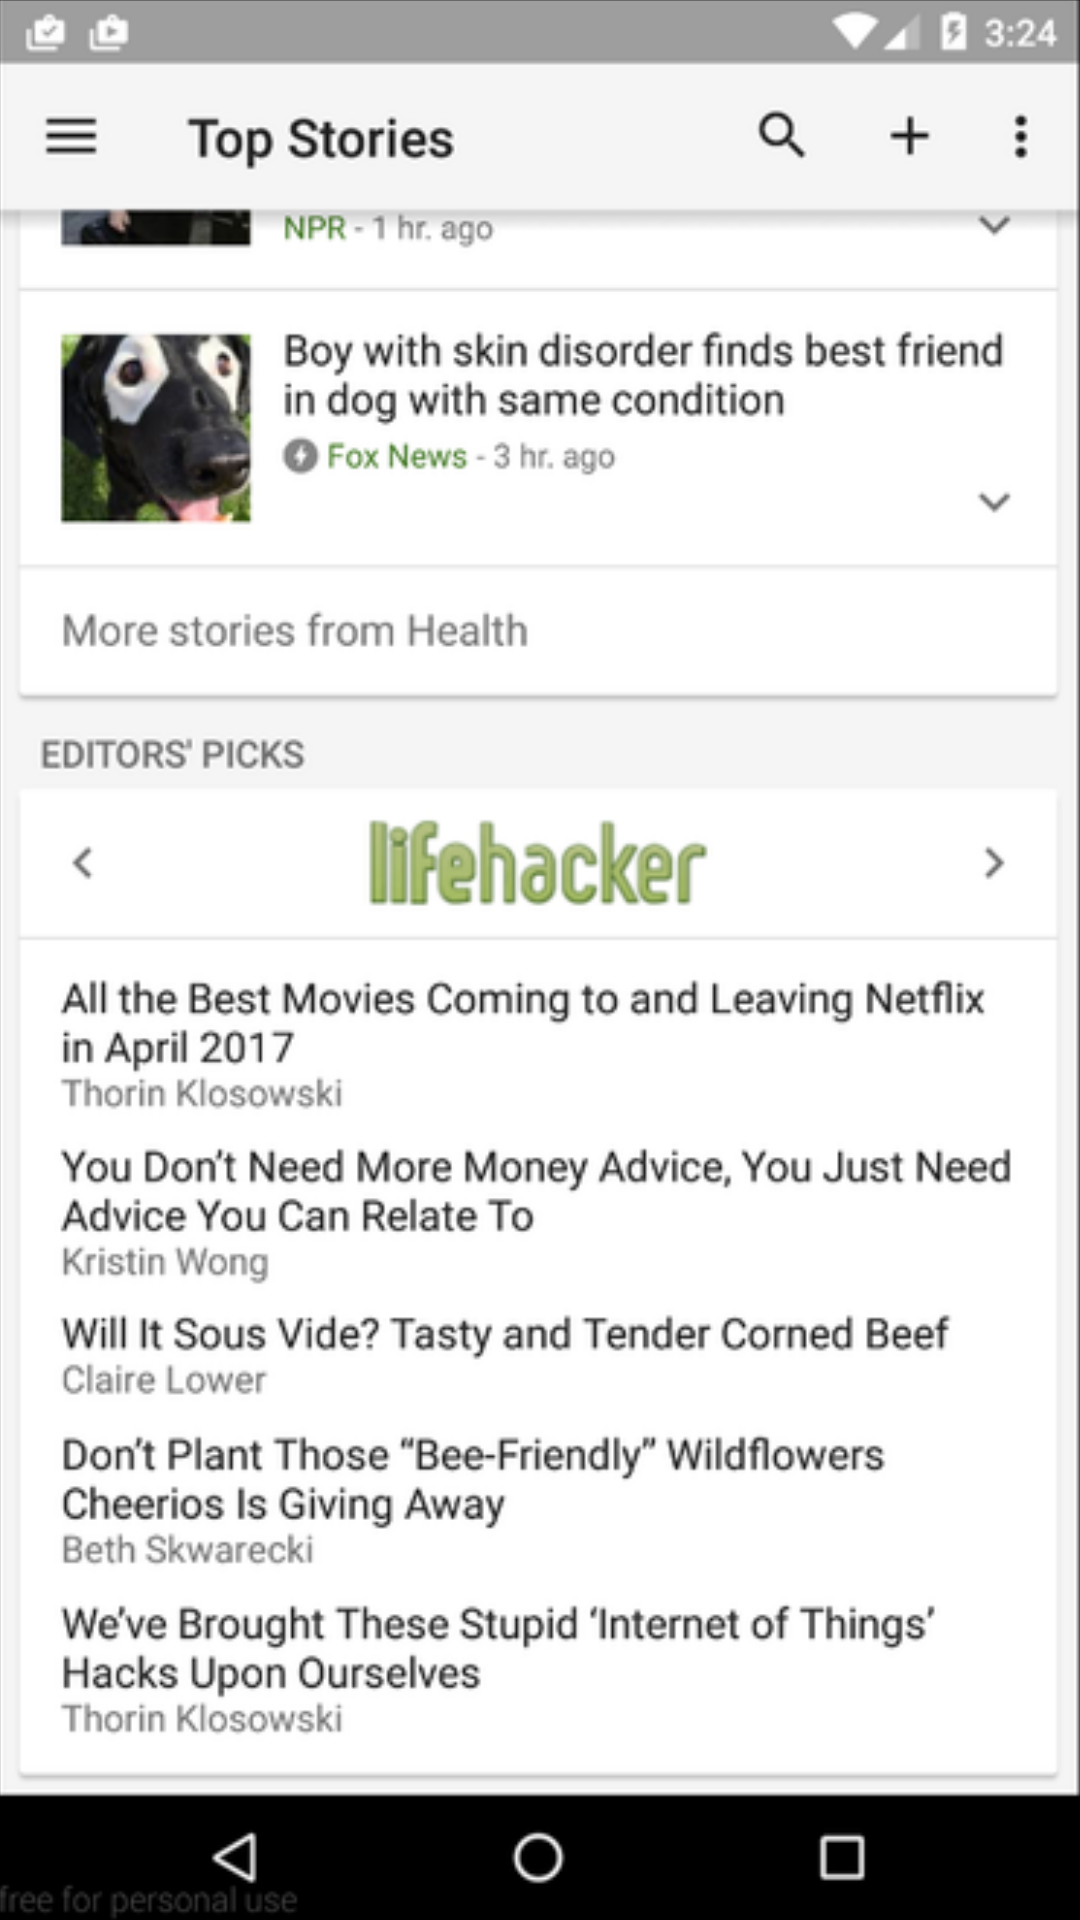 3:24
Top Stories
NPR - 1 hr. ago
Boy with skin disorder finds best friend
in dog with same condition
Fox News - 3 hr. ago
More stories from Health
EDITORS' PICKS
lifehacker
All the Best Movies Coming to and Leaving Netflix
in April 2017
Thorin Klosowski
You Don’t Need More Money Advice, You Just Need
Advice You Can Relate To
Kristin Wong
Will It Sous Vide? Tasty and Tender Corned Beef
Claire Lower
Don’t Plant Those “Bee-Friendly” Wildflowers
Cheerios Is Giving Away
Beth Skwarecki
We’ve Brought These Stupid ‘Internet of Things’
Hacks Upon Ourselves
Thorin Klosowski
free for personal use